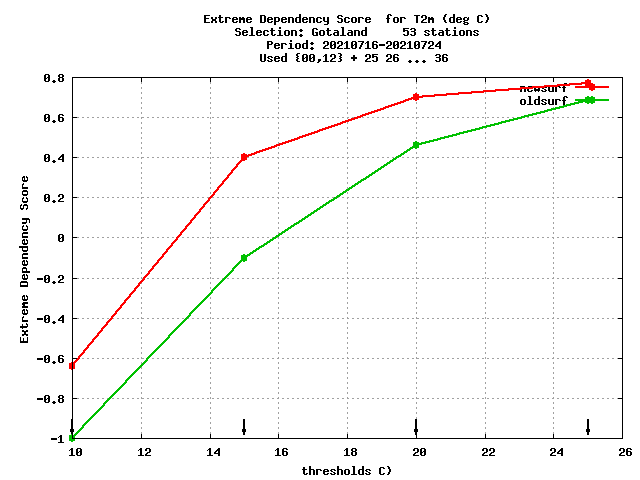 Extreme Dependency Score  for T2m (deg C)
Selection: Gotaland     53 stations
Period: 20210716-20210724
Used {00,12} + 25 26 ... 36
0.8
newsurf
oldsurf
0.6
0.4
0.2
0
-0.2
-0.4
-0.6
-0.8
-1
Extreme Dependency Score
10 12 14 16 18 20 22 24 26
thresholds C)